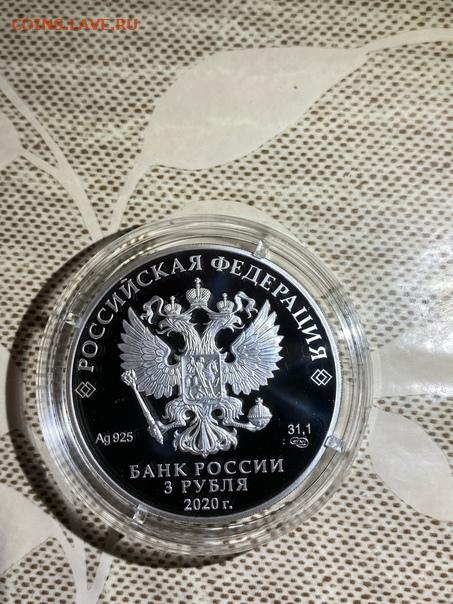 COINS.LAVE.RU
РОССИЙСКАЯ ФЕДЕРАЦИЯ
Ag 925
31,1
БАНК РОССИИ
3 РУБЛЯ
2020 г.